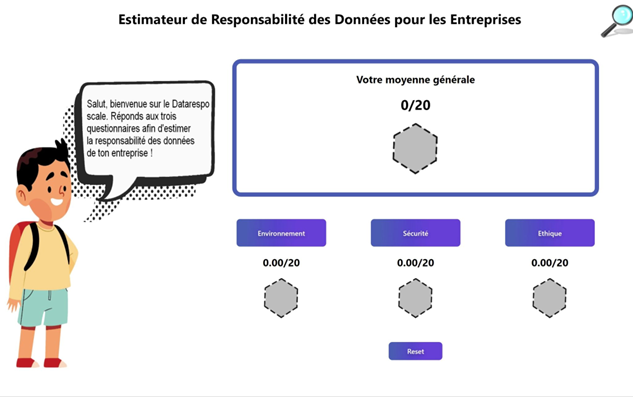 Estimateur de Responsabilité des Données pour les Entreprises
Salut, bienvenue sur le Datarespo
scale. Réponds aux trois
questionnaires afin d'estimer
la responsabilité des données
de ton entreprise !
Votre moyenne générale
0/20
Environnement
Sécurité
Ethique
0.00/20
0.00/20
0.00/20
Reset